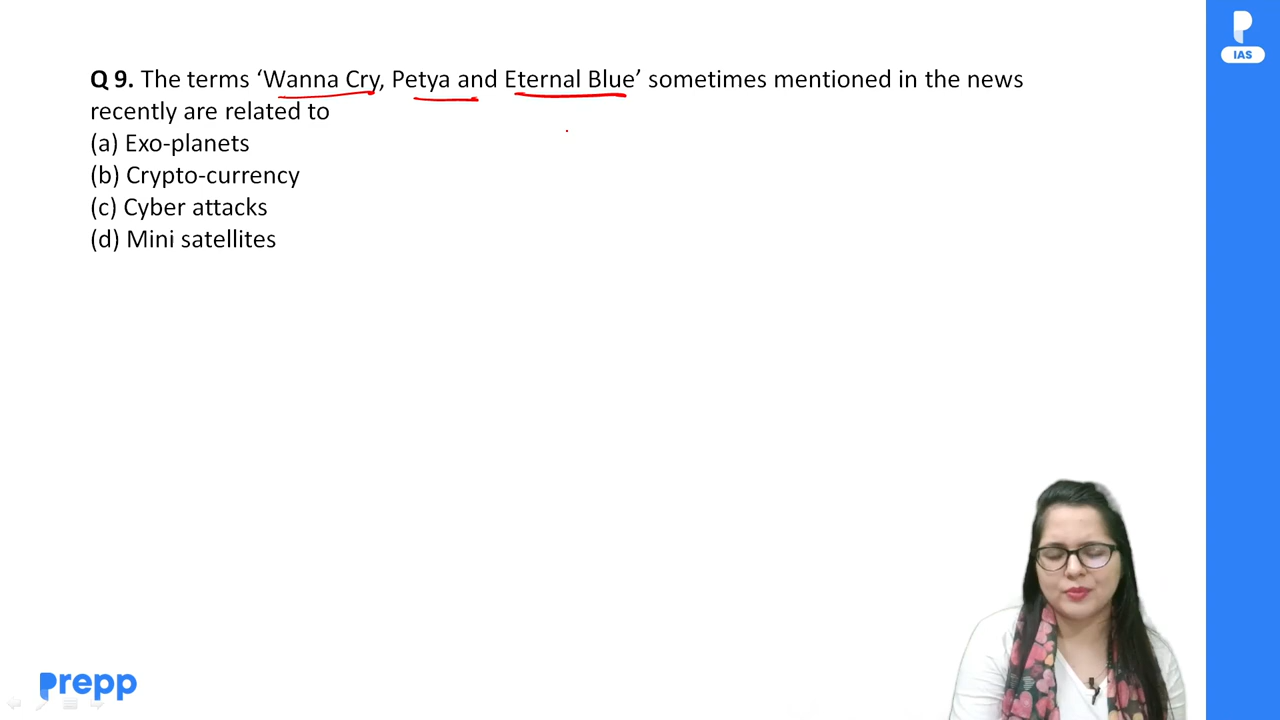 Q 9. The terms ‘Wanna Cry, Petya and Eternal Blue’ sometimes mentioned in the news
recently are related to
(a) Exo-planets
(b) Crypto-currency
(c) Cyber attacks
(d) Mini satellites
IAS
prepp